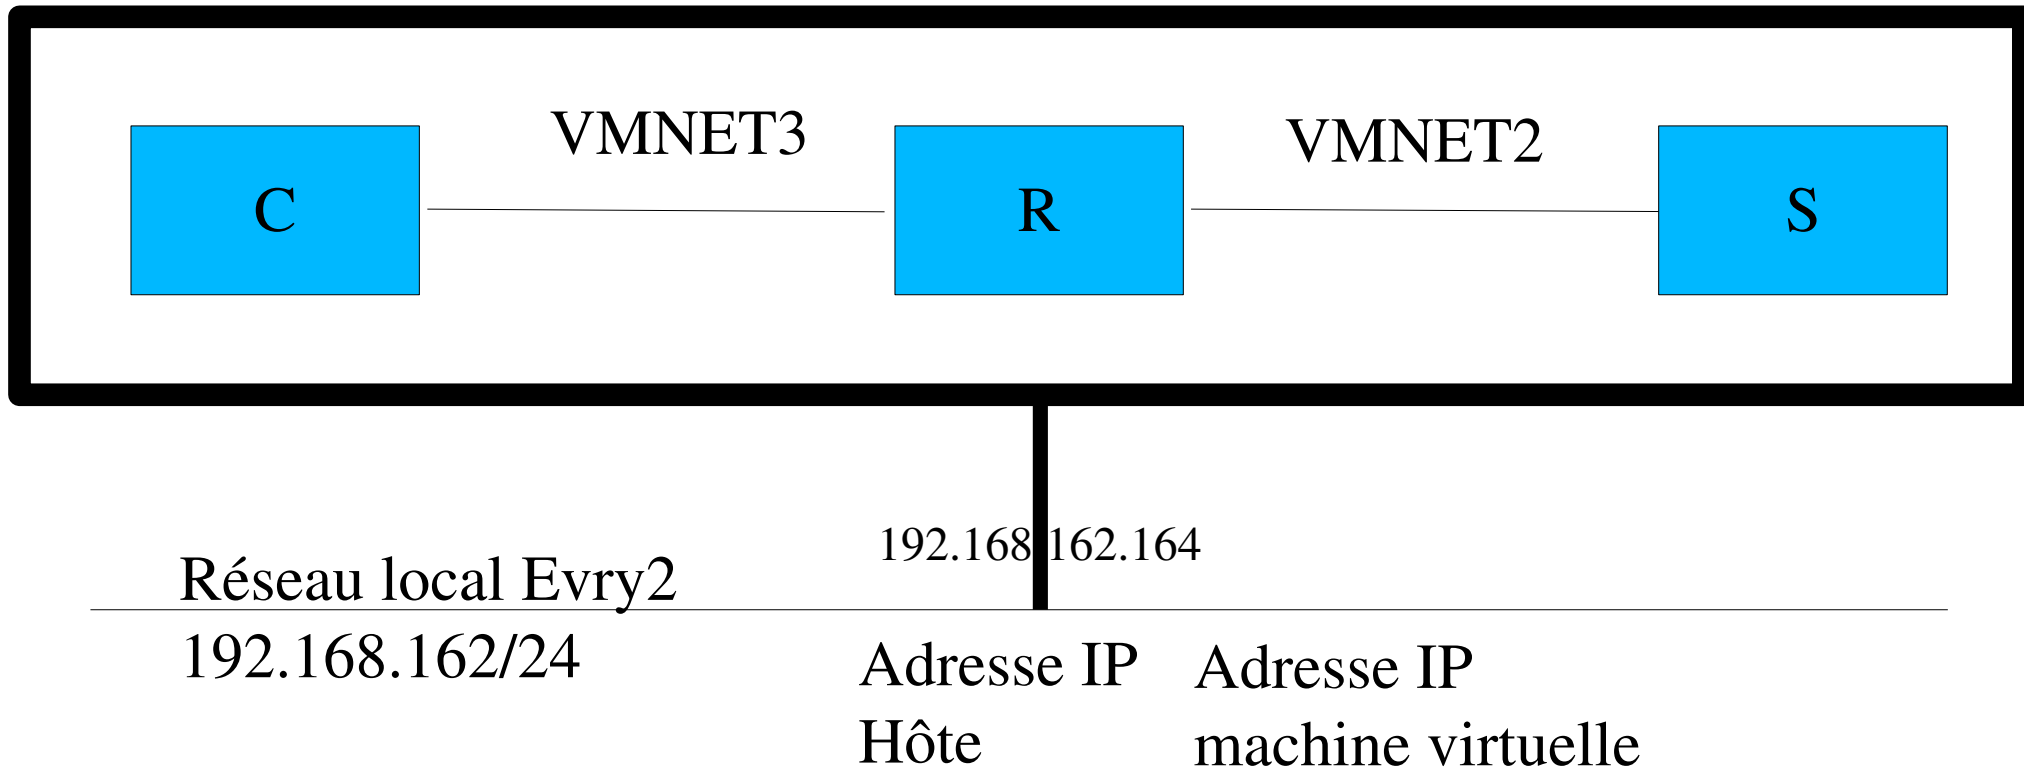 VMNET3
VMNET2
C
R
S
192.168.162.164
Réseau local Evry2
192.168.162/24
Adresse IP
Hôte
Adresse IP
machine virtuelle